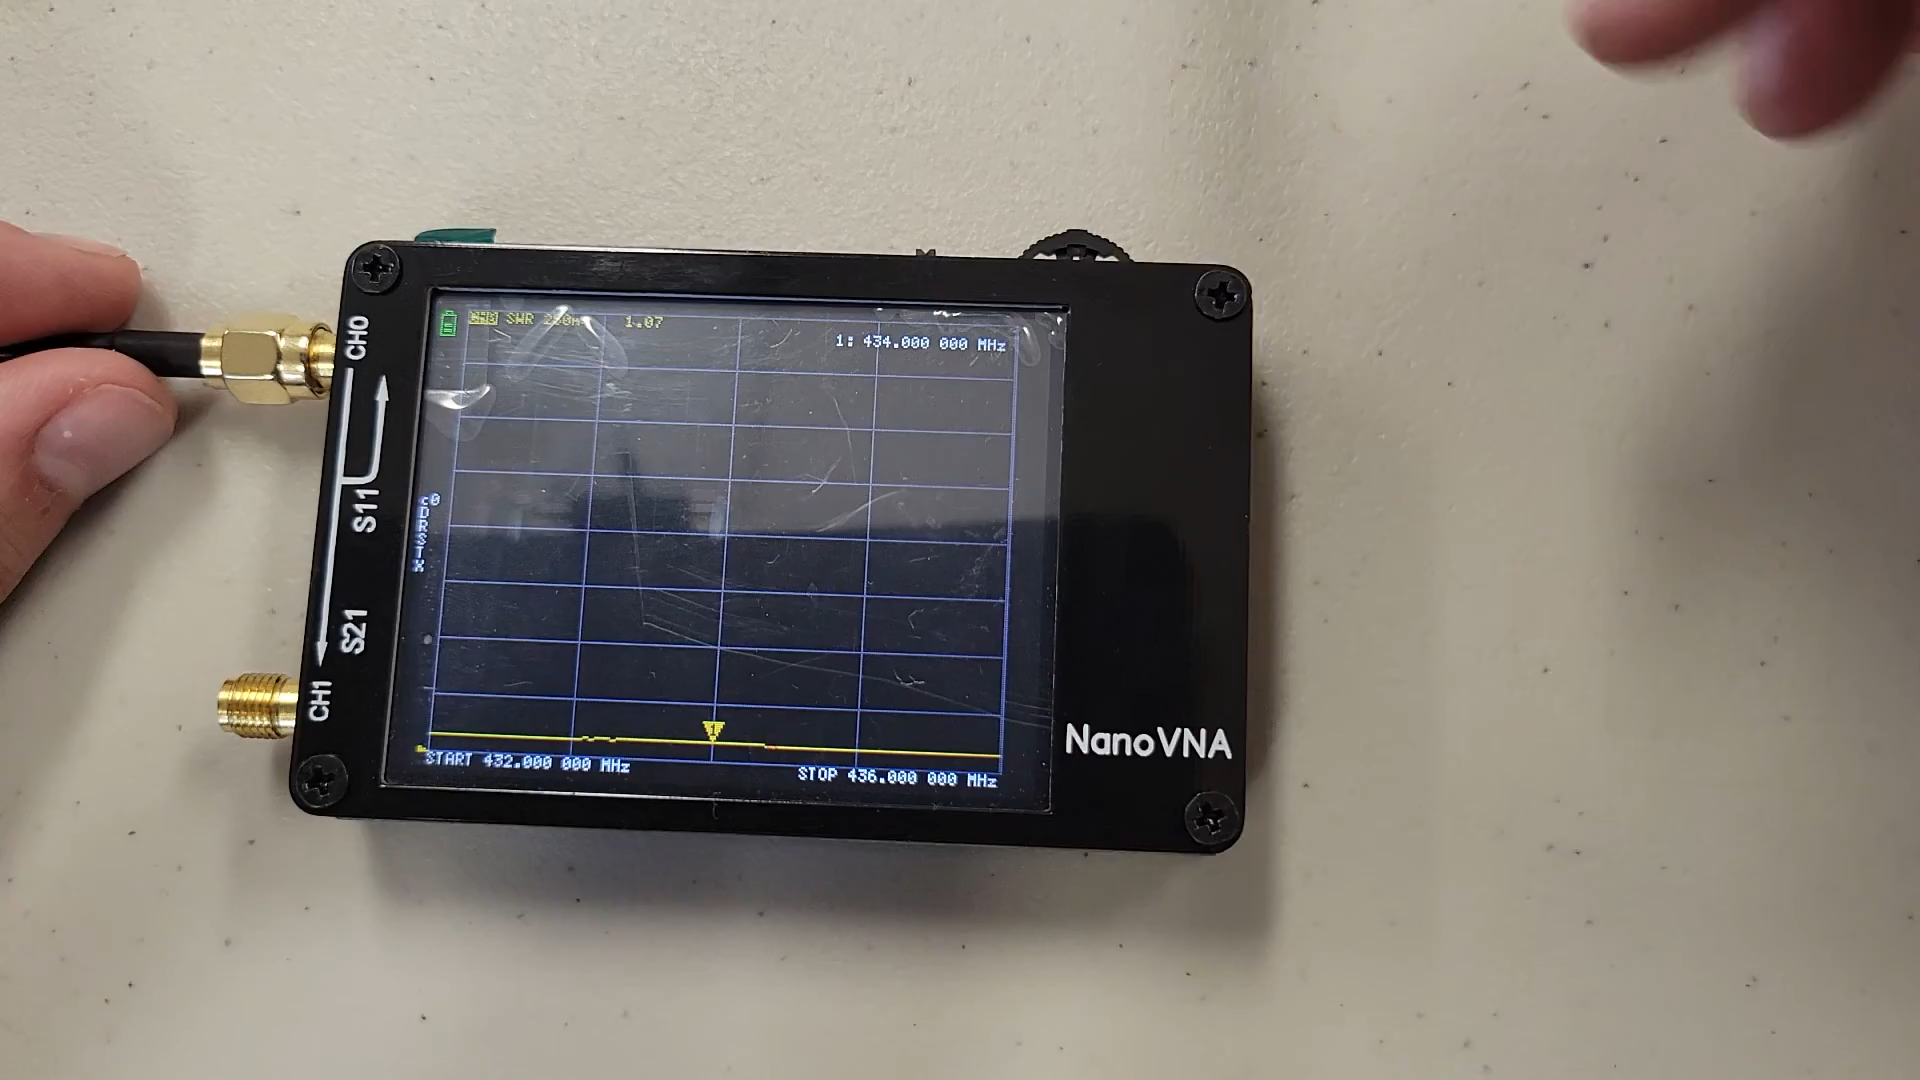 SWR 1.07
1: 434.000 000 MHz
CH0
S11
S21
CH1
c0
D
R
S
T
X
START 432.000 000 MHz
STOP 436.000 000 MHz
NanoVNA